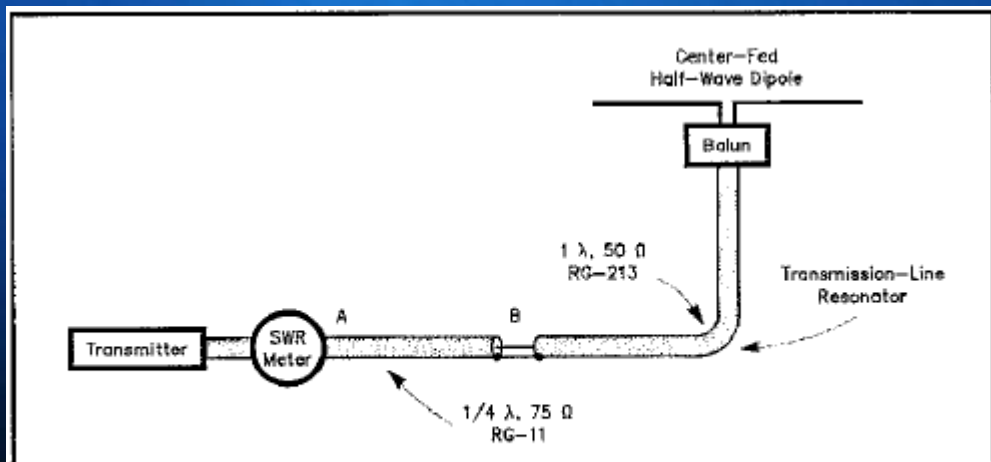 Center-Fed
Half-Wave Dipole
Balun
1 λ, 50 Ω
RG-213
Transmission-Line
Resonator
A
B
SWR
Meter
Transmitter
1/4 λ, 75 Ω
RG-11